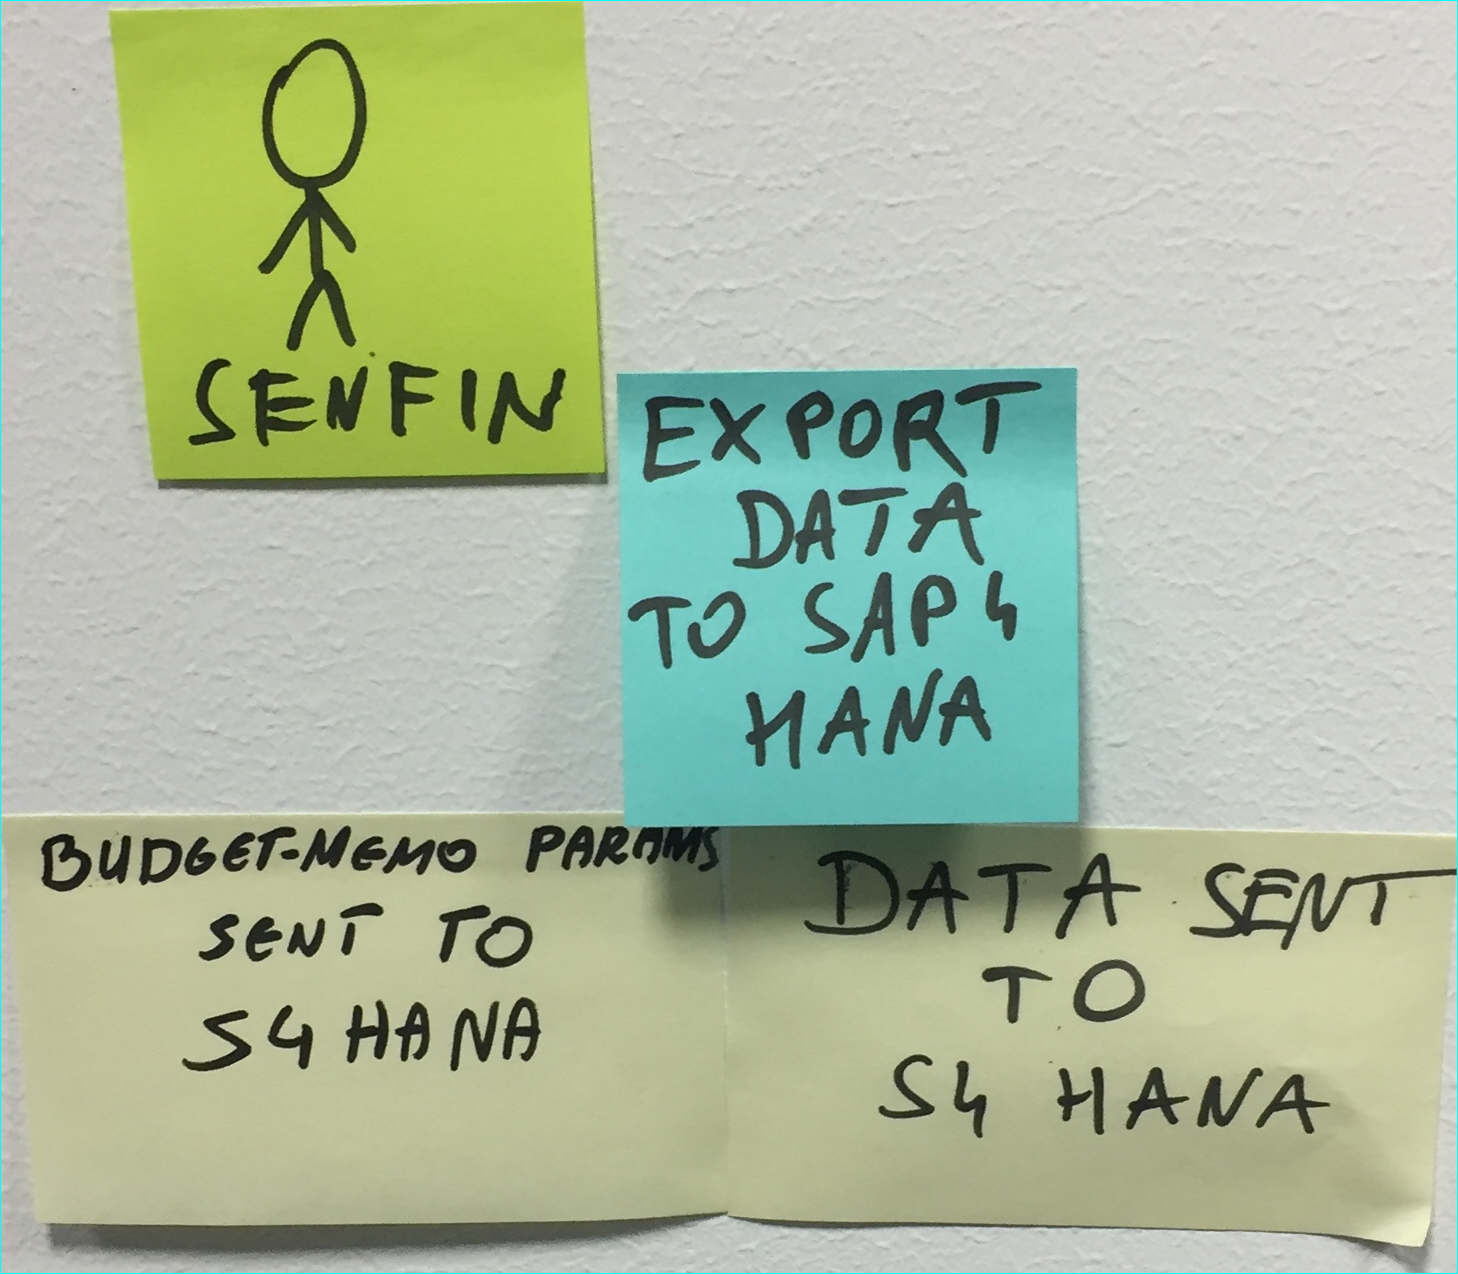 SENFIN
EXPORT
DATA
TO SAP4
HANA
BUDGET-MEMO PARAMS
SENT TO
S4 HANA
DATA SENT
TO
S4 HANA